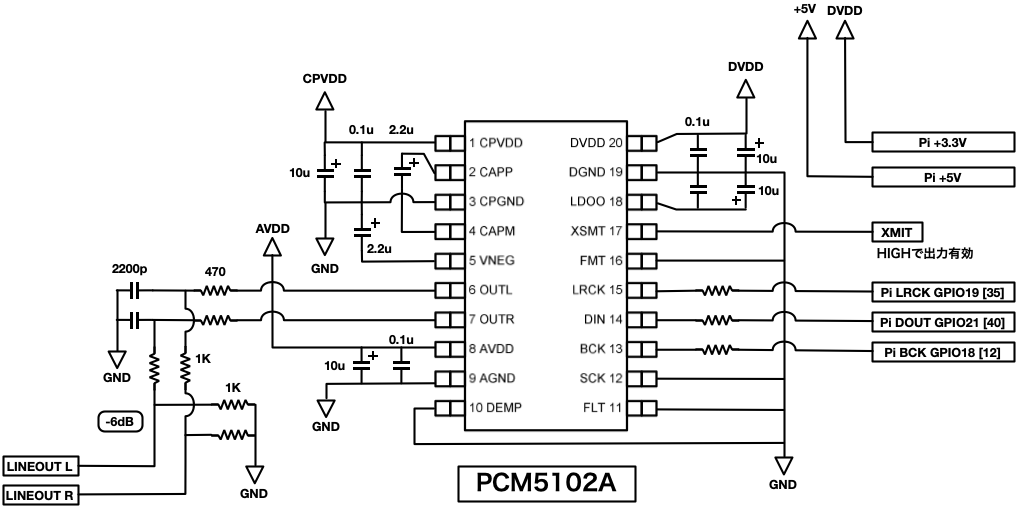 +5V DVDD
CPVDD
DVDD
0.1u 2.2u
0.1u
1 CPVDD
DVDD 20
Pi +3.3V
10u
2 CAPP
DGND 19
10u
Pi +5V
3 CPGND
LDOO 18
10u
AVDD
4 CAPM
XSMT 17
XMIT
HIGHで出力有効
2.2u
GND
5 VNEG
FMT 16
2200p
470
6 OUTL
LRCK 15
Pi LRCK GPIO19 [35]
7 OUTR
DIN 14
Pi DOUT GPIO21 [40]
0.1u
8 AVDD
BCK 13
Pi BCK GPIO18 [12]
1K
10u
GND
9 AGND
SCK 12
1K
10 DEMP
FLT 11
-6dB
GND
LINEOUT L
LINEOUT R
GND
PCM5102A
GND